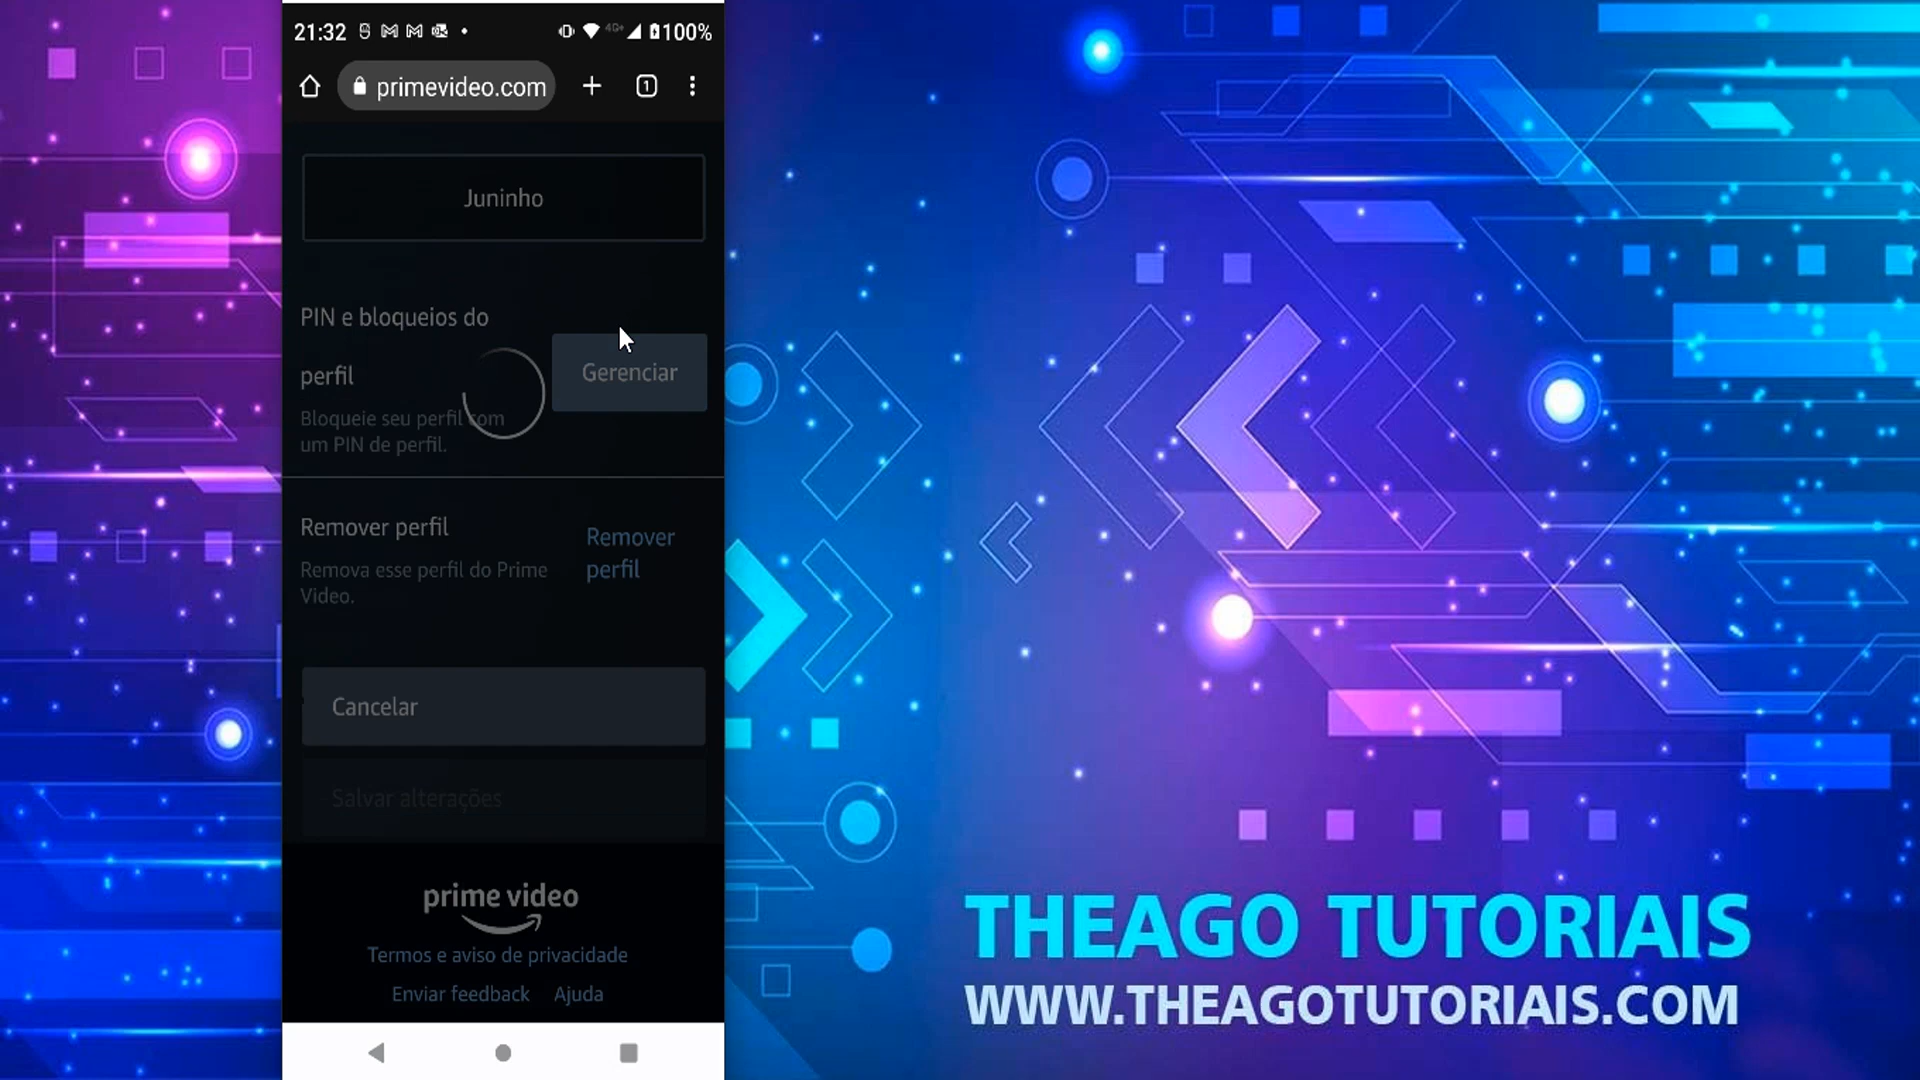 21:32
4G+
100%
primevideo.com
1
Juninho
PIN e bloqueios do
perfil
Gerenciar
Bloqueie seu perfil com
um PIN de perfil.
Remover perfil
Remover
perfil
Remova esse perfil do Prime
Video.
Cancelar
Salvar alterações
prime video
Termos e aviso de privacidade
Enviar feedback
Ajuda
THEAGO TUTORIAIS
WWW.THEAGOTUTORIAIS.COM